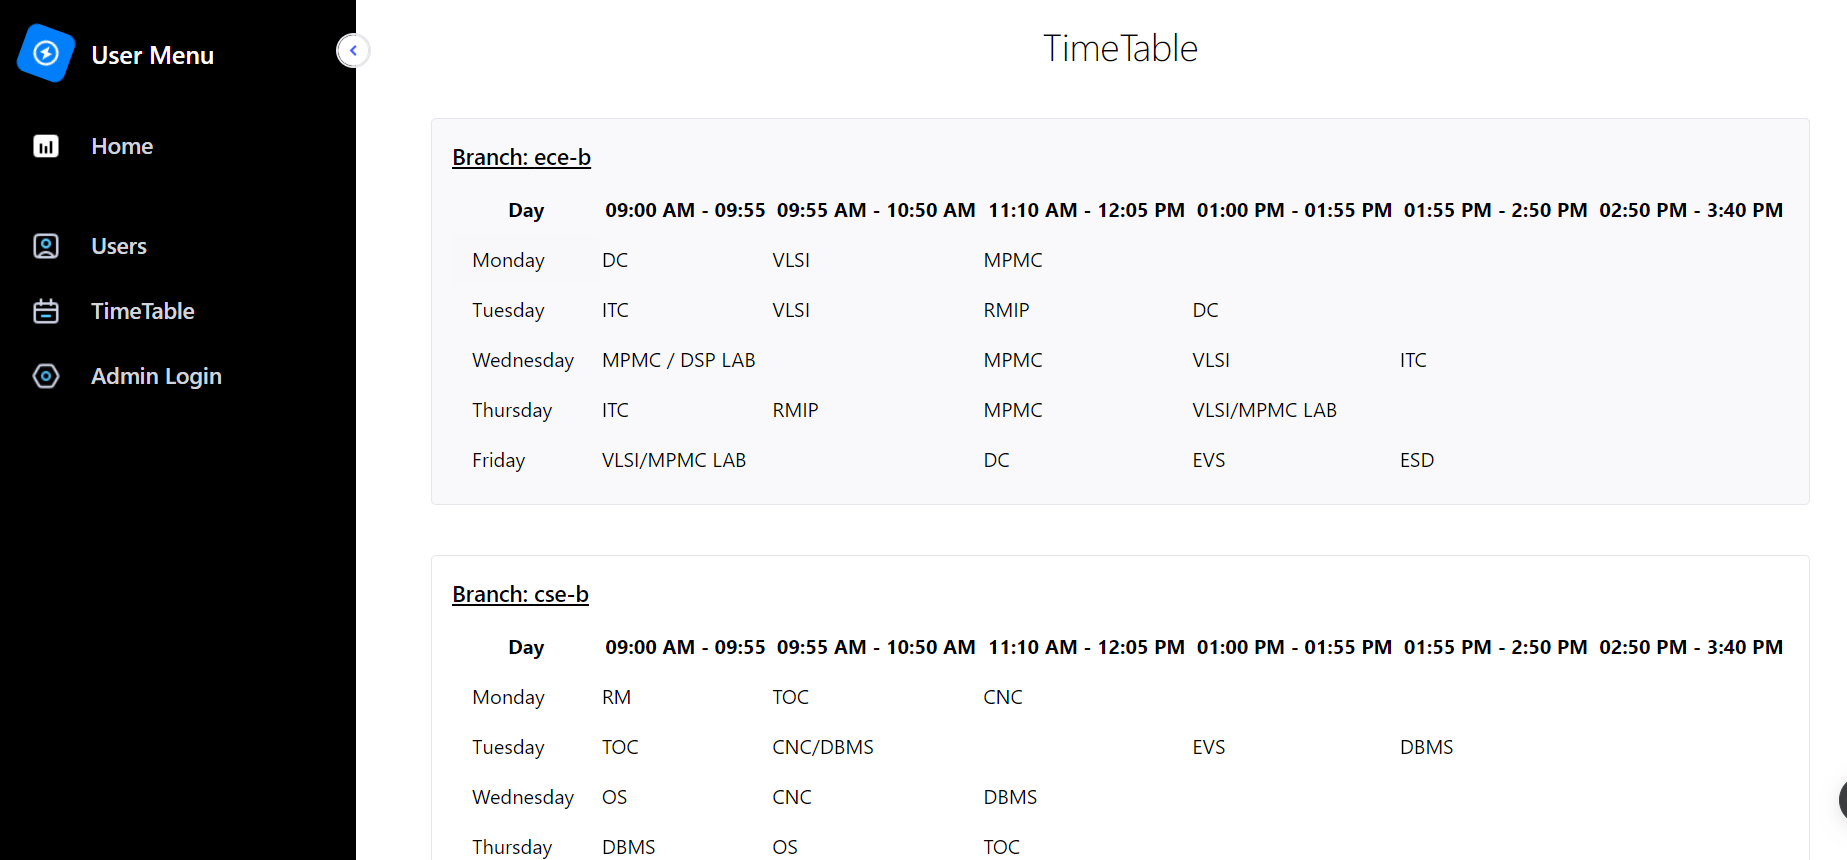 User Menu
Home
Users
TimeTable
Admin Login
TimeTable
Branch: ece-b
Day 09:00 AM - 09:55 09:55 AM - 10:50 AM 11:10 AM - 12:05 PM 01:00 PM - 01:55 PM 01:55 PM - 2:50 PM 02:50 PM - 3:40 PM
Monday DC VLSI MPMC
Tuesday ITC VLSI RMIP DC
Wednesday MPMC / DSP LAB MPMC VLSI ITC
Thursday ITC RMIP MPMC VLSI/MPMC LAB
Friday VLSI/MPMC LAB DC EVS ESD
Branch: cse-b
Day 09:00 AM - 09:55 09:55 AM - 10:50 AM 11:10 AM - 12:05 PM 01:00 PM - 01:55 PM 01:55 PM - 2:50 PM 02:50 PM - 3:40 PM
Monday RM TOC CNC
Tuesday TOC CNC/DBMS EVS DBMS
Wednesday OS CNC DBMS
Thursday DBMS OS TOC